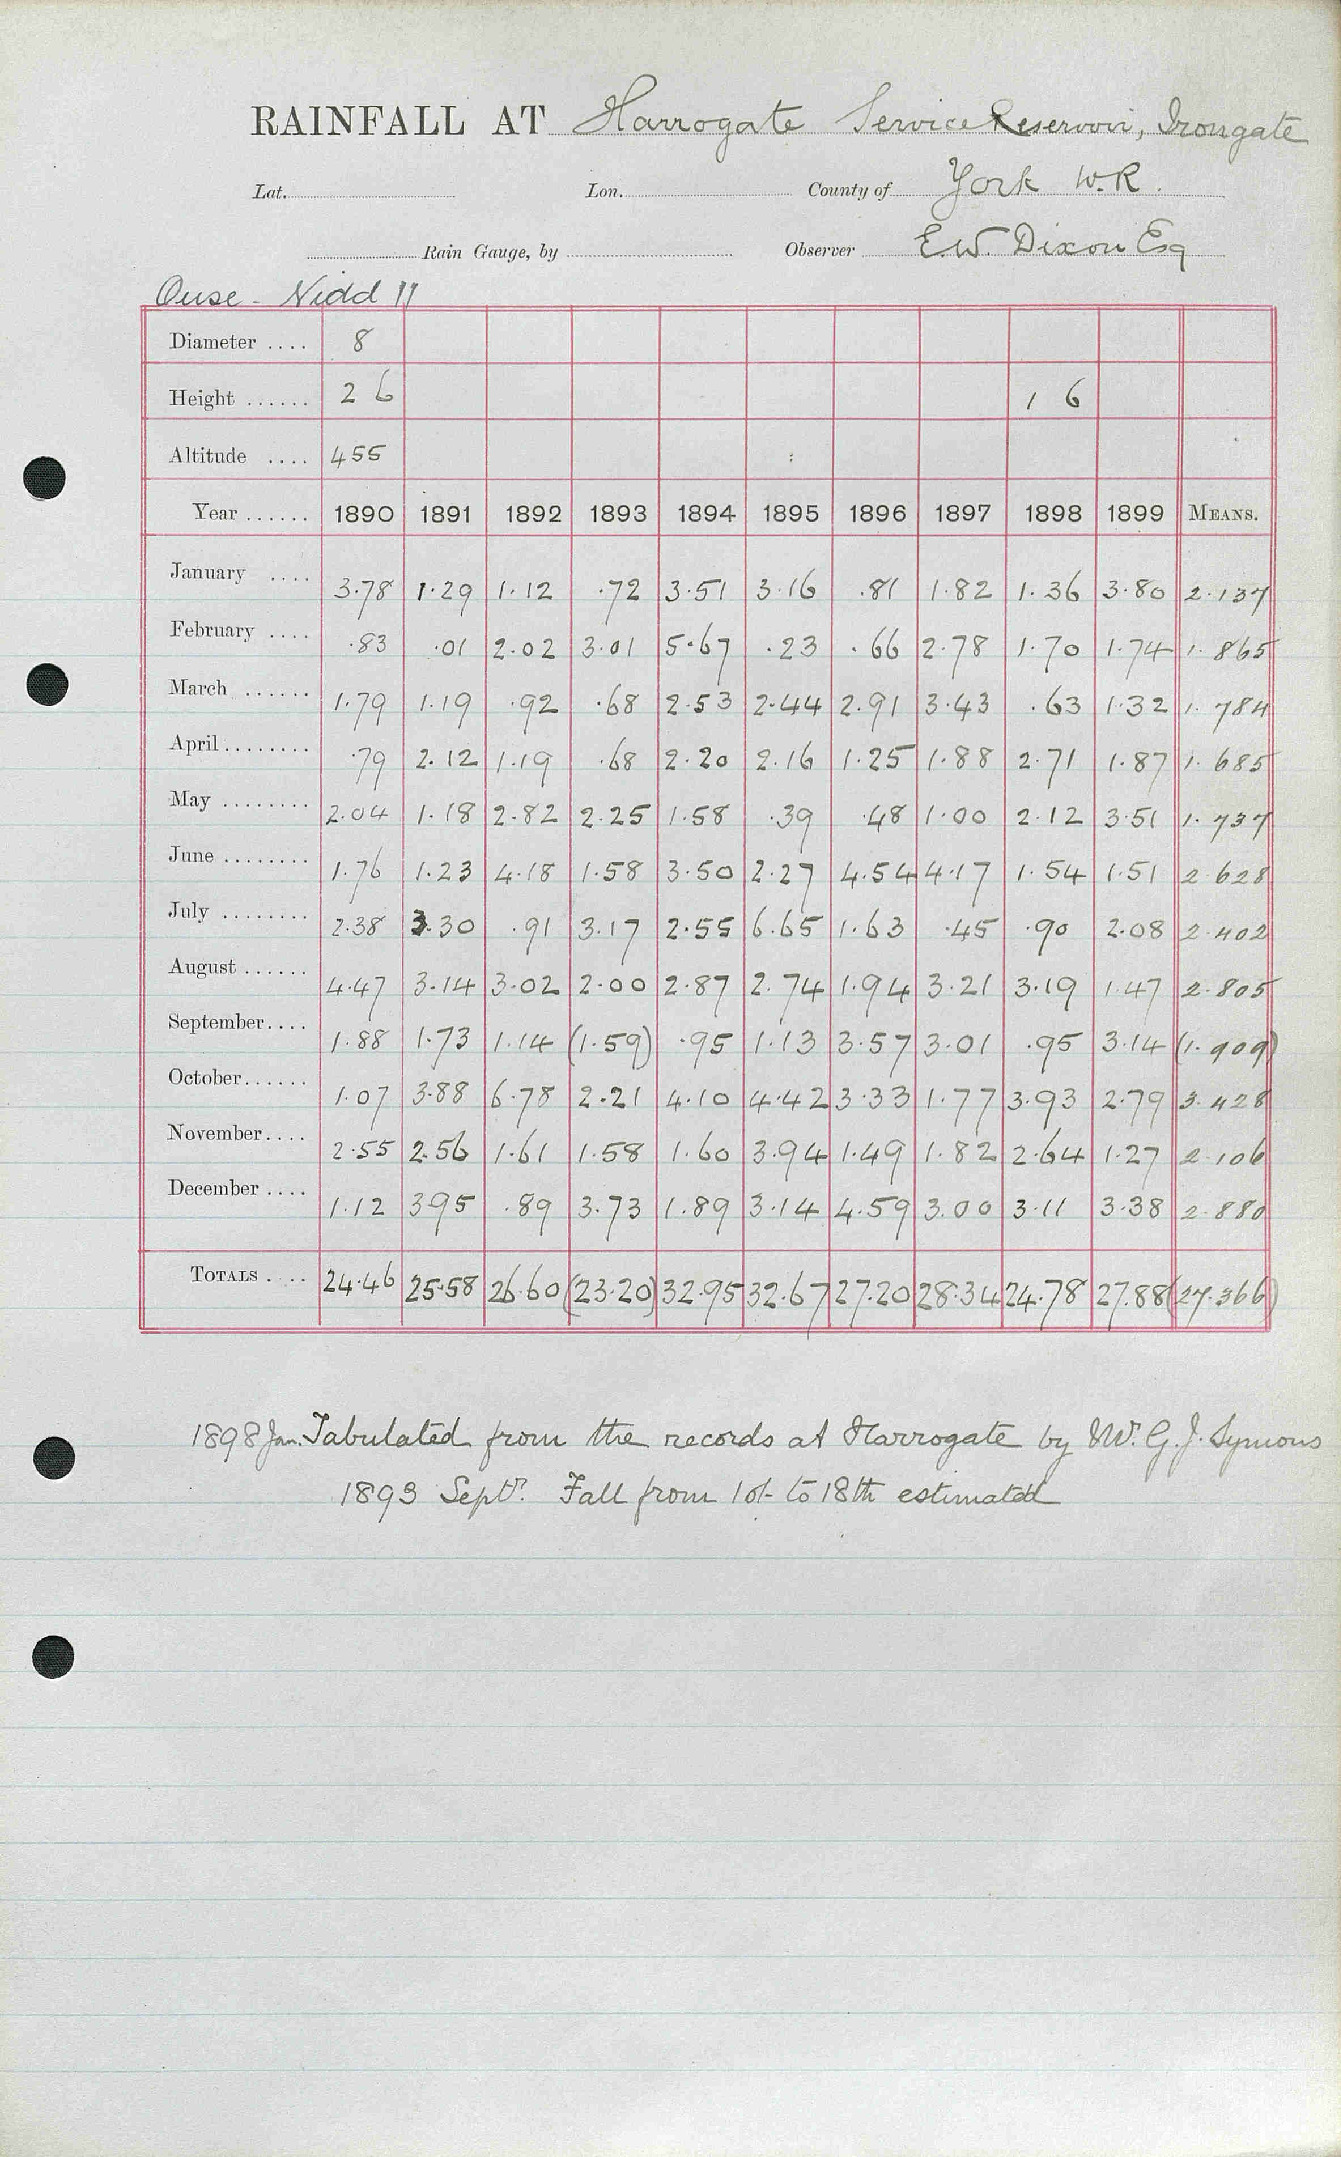 RAINFALL AT Harrogate Service Reservoir, Irongate
Lat. Lon. County of York W.R.
Rain Gauge, by Observer E.W. Dixon Esq
Ouse - Nidd 11
Diameter .... 8
Height ...... 2 6 1 6
Altitude .... 455
Year ...... 1890 1891 1892 1893 1894 1895 1896 1897 1898 1899 MEANS.
January .... 3.78 1.29 1.12 .72 3.51 3.16 .81 1.82 1.36 3.80 2.137
February .... .83 .01 2.02 3.01 5.67 .23 .66 2.78 1.70 1.74 1.865
March ...... 1.79 1.19 .92 .68 2.53 2.44 2.91 3.43 .63 1.32 1.784
April ........ .79 2.12 1.19 .68 2.20 2.16 1.25 1.88 2.71 1.87 1.685
May ........ 2.04 1.18 2.82 2.25 1.58 .39 .48 1.00 2.12 3.51 1.737
June ........ 1.76 1.23 4.18 1.58 3.50 2.27 4.54 4.17 1.54 1.51 2.628
July ........ 2.38 3.30 .91 3.17 2.55 6.65 1.63 .45 .90 2.08 2.402
August ...... 4.47 3.14 3.02 2.00 2.87 2.74 1.94 3.21 3.19 1.47 2.805
September.... 1.88 1.73 1.14 (1.59) .95 1.13 3.57 3.01 .95 3.14 (1.909)
October...... 1.07 3.88 6.78 2.21 4.10 4.42 3.33 1.77 3.93 2.79 3.428
November.... 2.55 2.56 1.61 1.58 1.60 3.94 1.49 1.82 2.64 1.27 2.106
December .... 1.12 3.95 .89 3.73 1.89 3.14 4.59 3.00 3.11 3.38 2.880
TOTALS .... 24.46 25.58 26.60 (23.20) 32.95 32.67 27.20 28.34 24.78 27.88 (27.366)
1898 Jan. Tabulated from the records at Harrogate by Mr. G.J. Symons
1893 Septr. Fall from 1st to 18th estimated